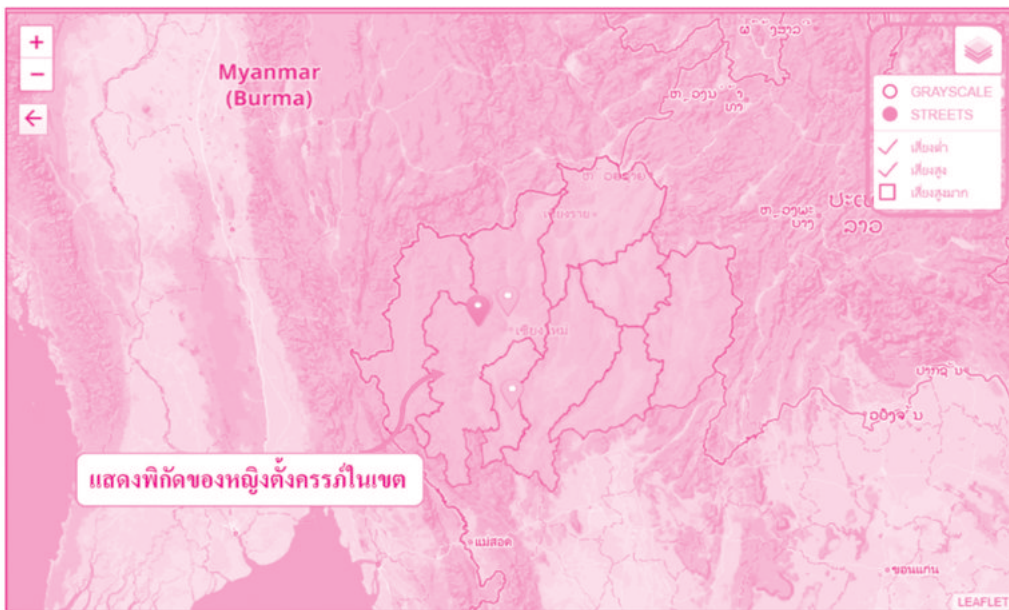 +
−
←
Myanmar
(Burma)
GRAYSCALE
STREETS
เสี่ยงต่ำ
เสี่ยงสูง
เสี่ยงสูงมาก
ລາວ
เชียงราย
เชียงใหม่
แสดงพิกัดของหญิงตั้งครรภ์ในเขต
แม่สอด
ขอนแก่น
LEAFLET